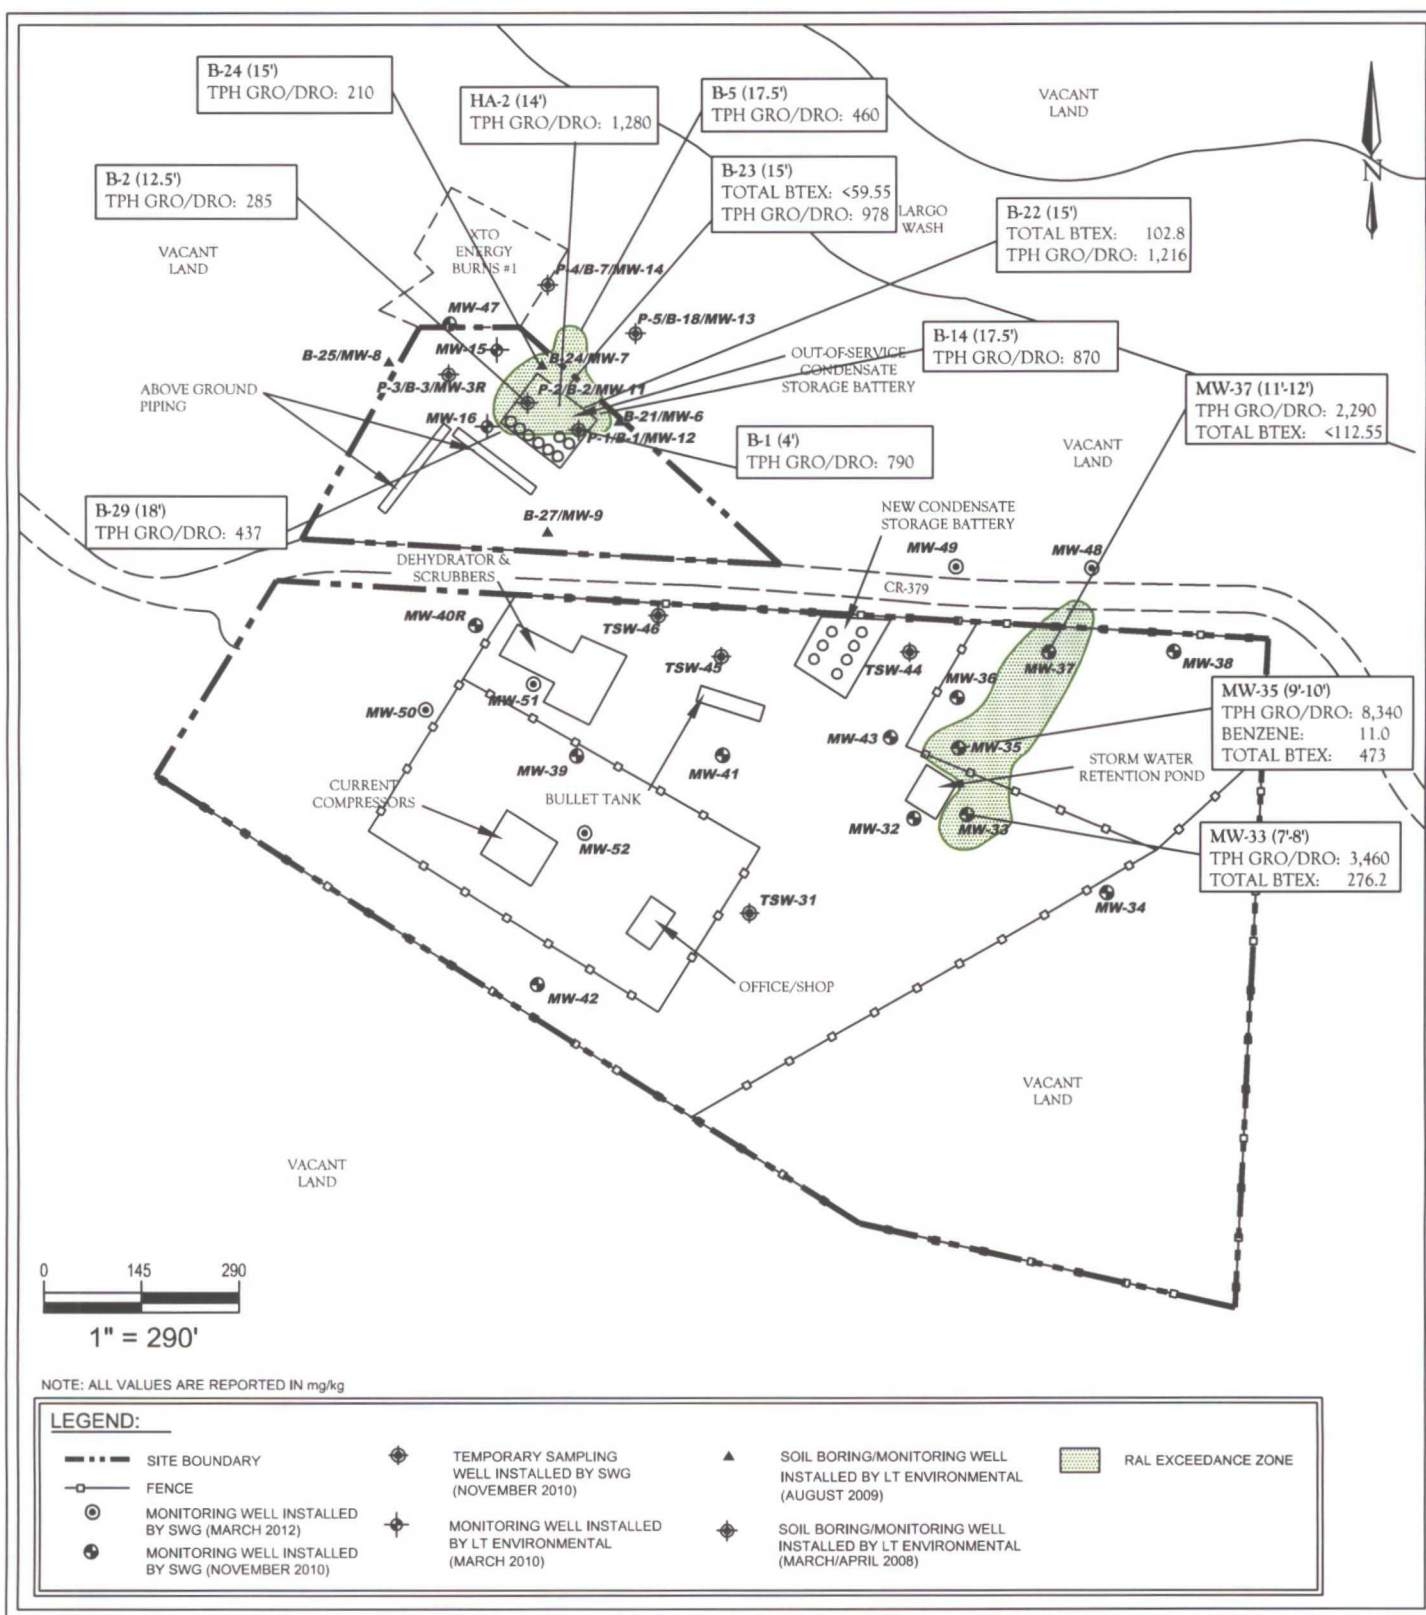 B-24 (15')
TPH GRO/DRO: 210
HA-2 (14')
TPH GRO/DRO: 1,280
B-5 (17.5')
TPH GRO/DRO: 460
VACANT
LAND
N
B-2 (12.5')
TPH GRO/DRO: 285
B-23 (15')
TOTAL BTEX: <59.55
TPH GRO/DRO: 978
LARGO
WASH
B-22 (15')
TOTAL BTEX: 102.8
TPH GRO/DRO: 1,216
VACANT
LAND
XTO
ENERGY
BURNS #1
P-4/B-7/MW-14
MW-47
P-5/B-18/MW-13
B-14 (17.5')
TPH GRO/DRO: 870
MW-15
B-25/MW-8
B-24/MW-7
OUT-OF-SERVICE
CONDENSATE
STORAGE BATTERY
P-3/B-3/MW-3R
P-2/B-2/MW-11
ABOVE GROUND
PIPING
MW-37 (11'-12')
TPH GRO/DRO: 2,290
TOTAL BTEX: <112.55
MW-16
B-21/MW-6
P-1/B-1/MW-12
B-1 (4')
TPH GRO/DRO: 790
VACANT
LAND
B-29 (18')
TPH GRO/DRO: 437
B-27/MW-9
NEW CONDENSATE
STORAGE BATTERY
DEHYDRATOR &
SCRUBBERS
MW-49
MW-48
CR-379
MW-40R
TSW-46
TSW-45
TSW-44
MW-37
MW-38
MW-36
MW-51
MW-50
MW-35 (9'-10')
TPH GRO/DRO: 8,340
BENZENE: 11.0
TOTAL BTEX: 473
MW-43
MW-35
MW-39
MW-41
STORM WATER
RETENTION POND
CURRENT
COMPRESSORS
BULLET TANK
MW-32
MW-33
MW-52
MW-33 (7'-8')
TPH GRO/DRO: 3,460
TOTAL BTEX: 276.2
TSW-31
MW-34
MW-42
OFFICE/SHOP
VACANT
LAND
VACANT
LAND
0 145 290
1" = 290'
NOTE: ALL VALUES ARE REPORTED IN mg/kg
LEGEND:
SITE BOUNDARY
FENCE
MONITORING WELL INSTALLED
BY SWG (MARCH 2012)
MONITORING WELL INSTALLED
BY SWG (NOVEMBER 2010)
TEMPORARY SAMPLING
WELL INSTALLED BY SWG
(NOVEMBER 2010)
MONITORING WELL INSTALLED
BY LT ENVIRONMENTAL
(MARCH 2010)
SOIL BORING/MONITORING WELL
INSTALLED BY LT ENVIRONMENTAL
(AUGUST 2009)
SOIL BORING/MONITORING WELL
INSTALLED BY LT ENVIRONMENTAL
(MARCH/APRIL 2008)
RAL EXCEEDANCE ZONE